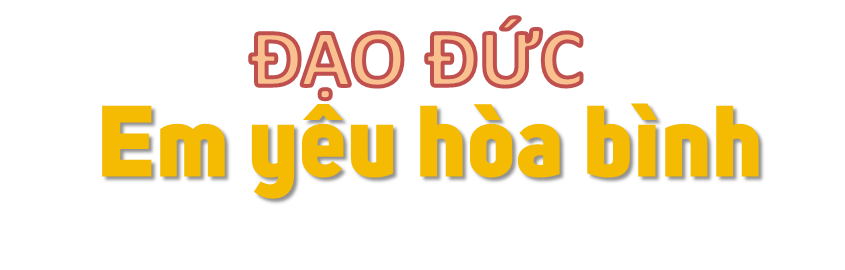 ĐẠO ĐỨC
Em yêu hòa bình